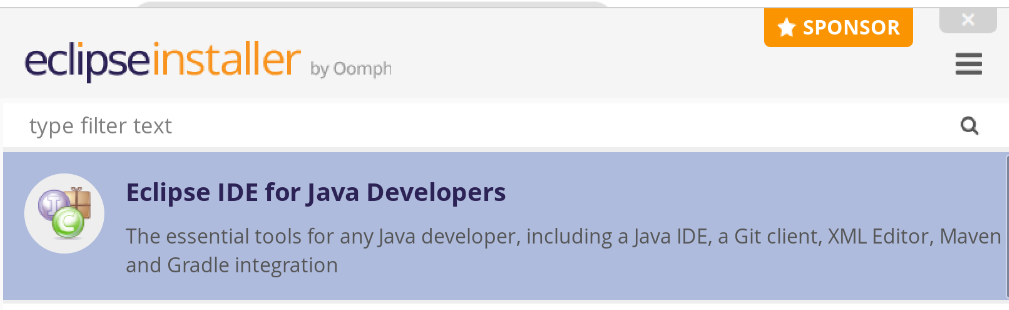 SPONSOR
eclipseinstaller by Oomph
type filter text
Eclipse IDE for Java Developers
The essential tools for any Java developer, including a Java IDE, a Git client, XML Editor, Maven
and Gradle integration